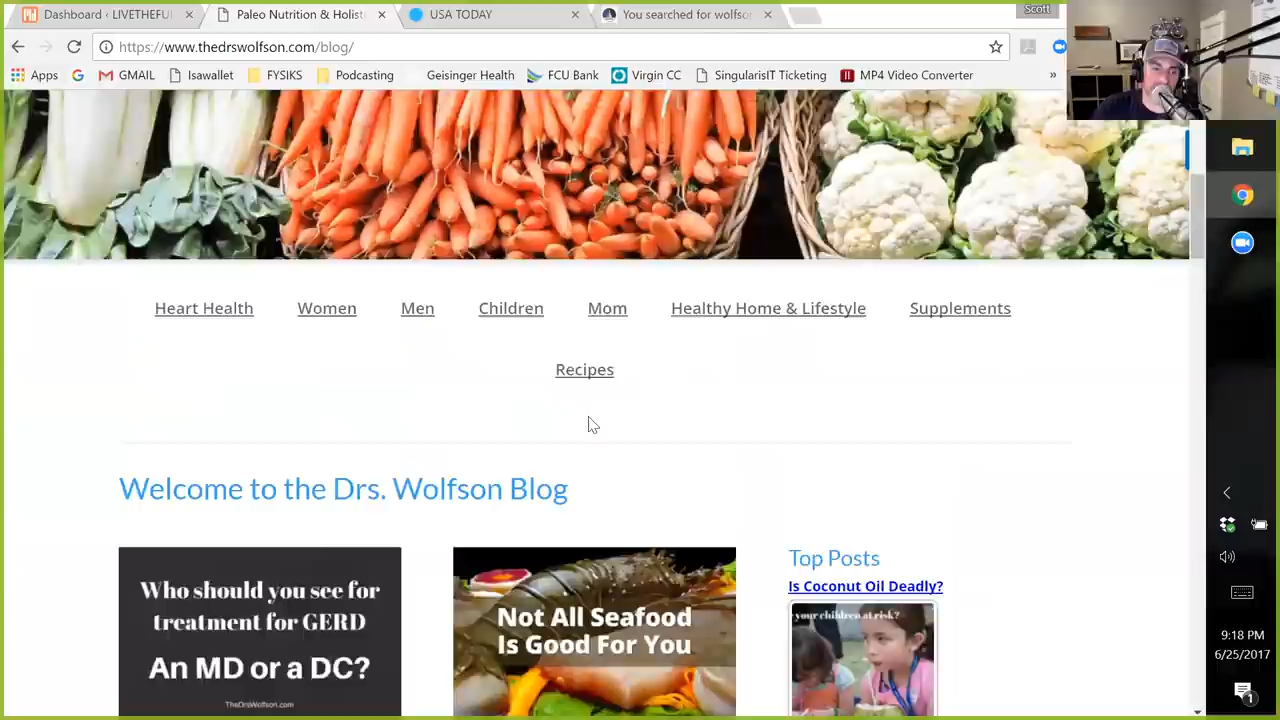 Dashboard ‹ LIVETHEFUI
Paleo Nutrition & Holist
USA TODAY
You searched for wolfson
Scott
https://www.thedrswolfson.com/blog/
Apps
GMAIL
Isawallet
FYSIKS
Podcasting
Geisinger Health
FCU Bank
Virgin CC
SingularisIT Ticketing
MP4 Video Converter
»
Heart Health
Women
Men
Children
Mom
Healthy Home & Lifestyle
Supplements
Recipes
Welcome to the Drs. Wolfson Blog
Who should you see for
treatment for GERD
An MD or a DC?
TheDrsWolfson.com
Not All Seafood
Is Good For You
Top Posts
Is Coconut Oil Deadly?
your children at risk?
9:18 PM
6/25/2017
1